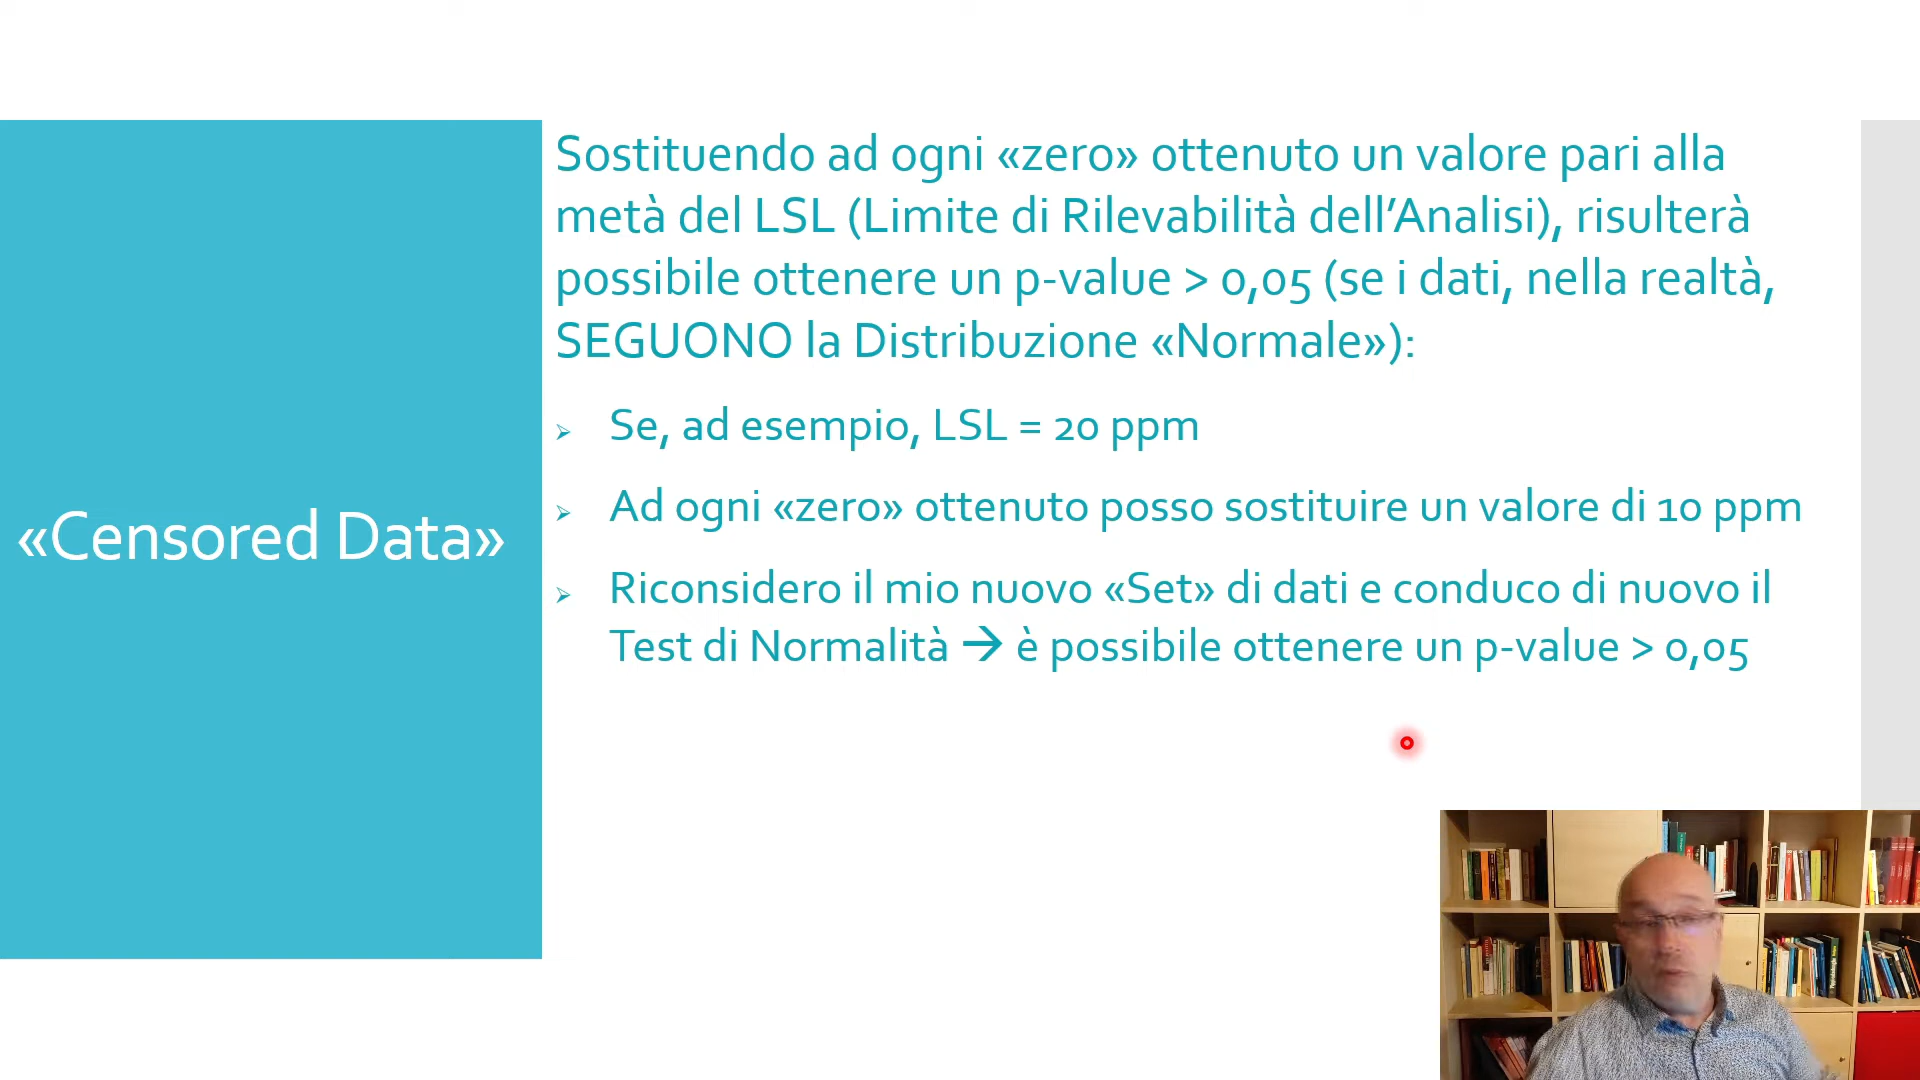 «Censored Data»
Sostituendo ad ogni «zero» ottenuto un valore pari alla
metà del LSL (Limite di Rilevabilità dell’Analisi), risulterà
possibile ottenere un p-value > 0,05 (se i dati, nella realtà,
SEGUONO la Distribuzione «Normale»):
➢ Se, ad esempio, LSL = 20 ppm
➢ Ad ogni «zero» ottenuto posso sostituire un valore di 10 ppm
➢ Riconsidero il mio nuovo «Set» di dati e conduco di nuovo il
Test di Normalità → è possibile ottenere un p-value > 0,05